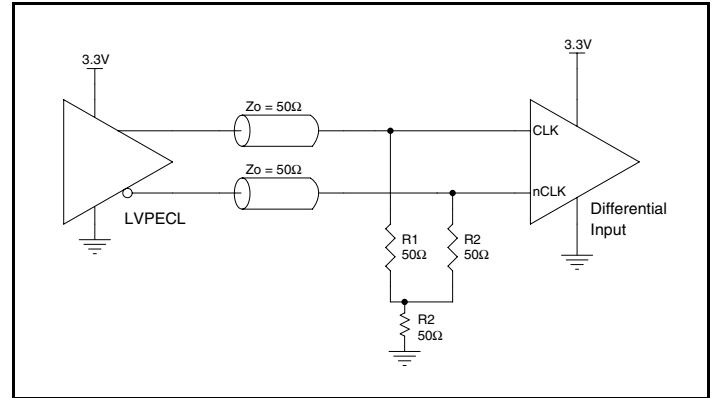 3.3V
3.3V
Zo = 50Ω
CLK
Zo = 50Ω
nCLK
LVPECL
Differential
Input
R1
50Ω
R2
50Ω
R2
50Ω